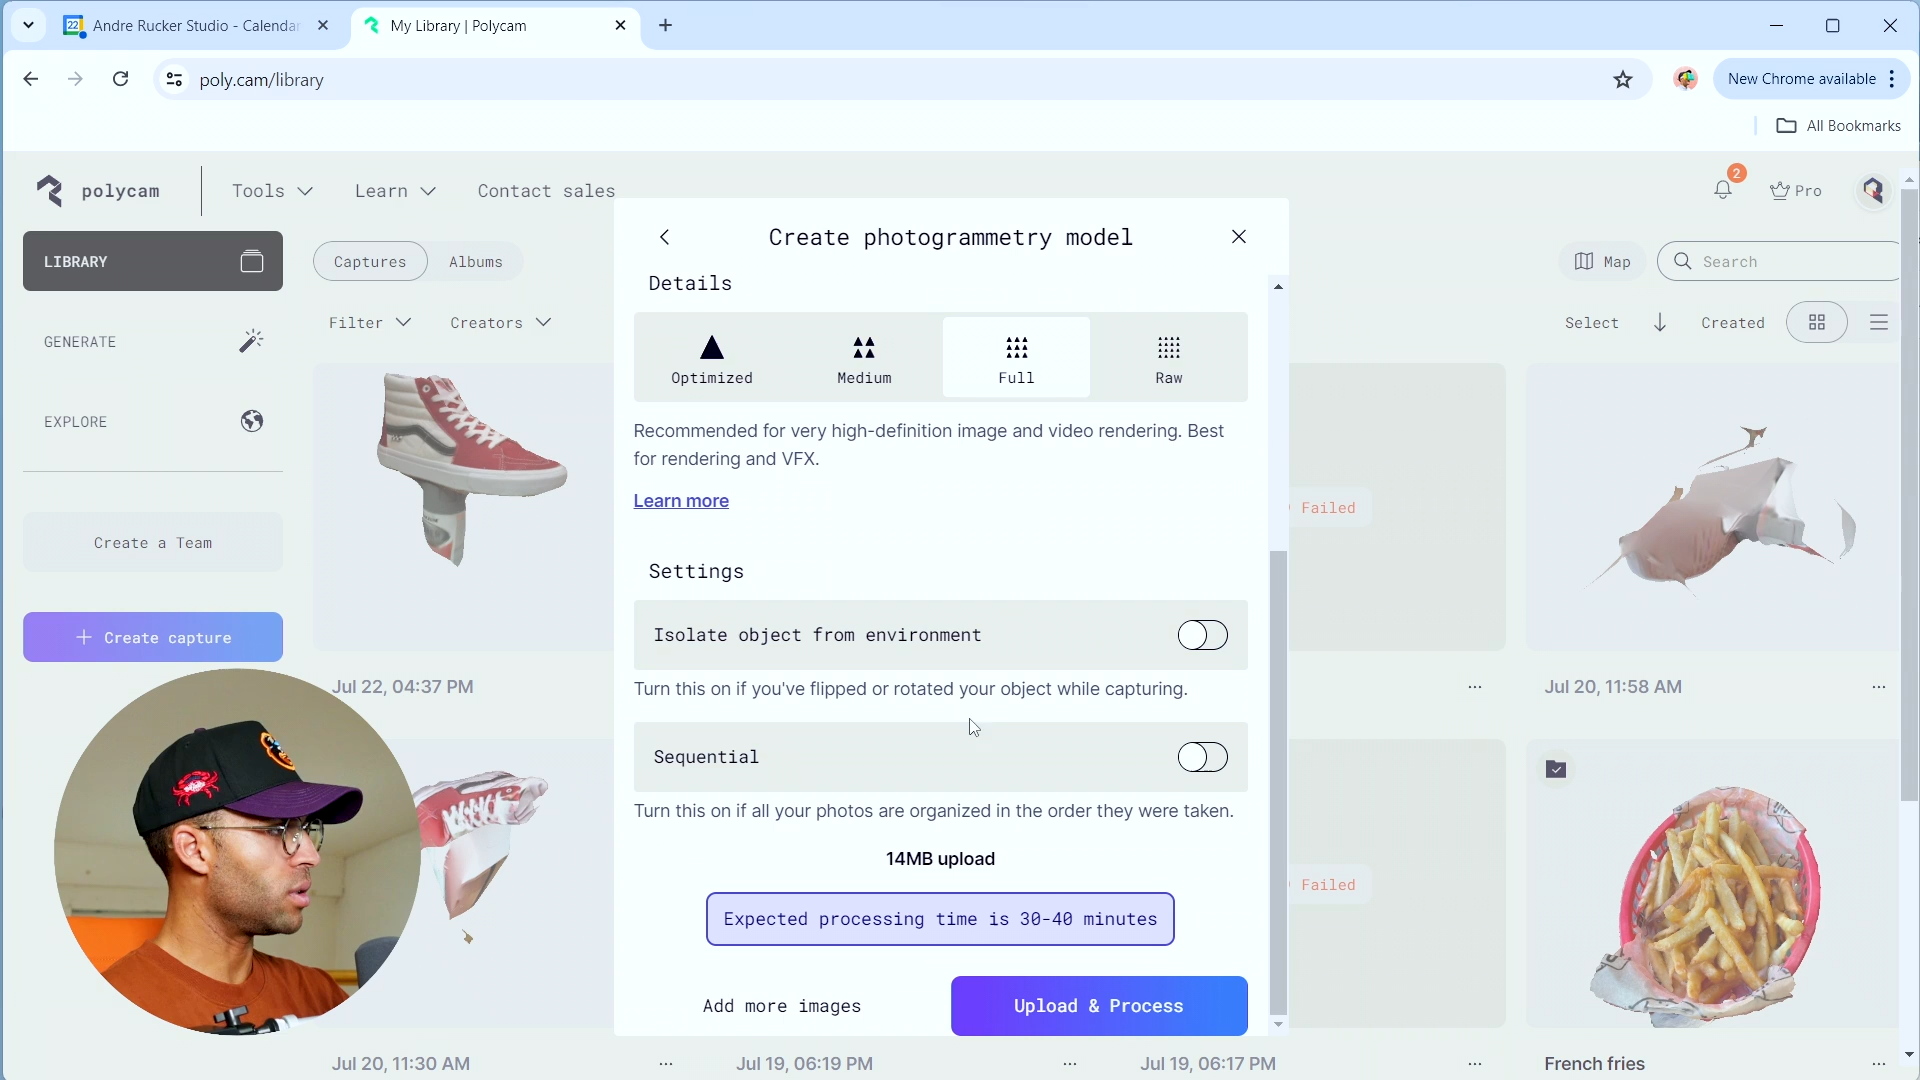 22
Andre Rucker Studio - Calendar
My Library | Polycam
poly.cam/library
New Chrome available
All Bookmarks
polycam
Tools
Learn
Contact sales
2
Pro
LIBRARY
Captures
Albums
Map
Search
GENERATE
Filter
Creators
Select
Created
EXPLORE
Create a Team
Create capture
Create photogrammetry model
Details
Optimized
Medium
Full
Raw
Recommended for very high-definition image and video rendering. Best
for rendering and VFX.
Learn more
Settings
Isolate object from environment
Turn this on if you've flipped or rotated your object while capturing.
Sequential
Turn this on if all your photos are organized in the order they were taken.
14MB upload
Expected processing time is 30-40 minutes
Add more images
Upload & Process
Failed
Jul 22, 04:37 PM
Jul 20, 11:58 AM
Failed
Jul 20, 11:30 AM
Jul 19, 06:19 PM
Jul 19, 06:17 PM
French fries